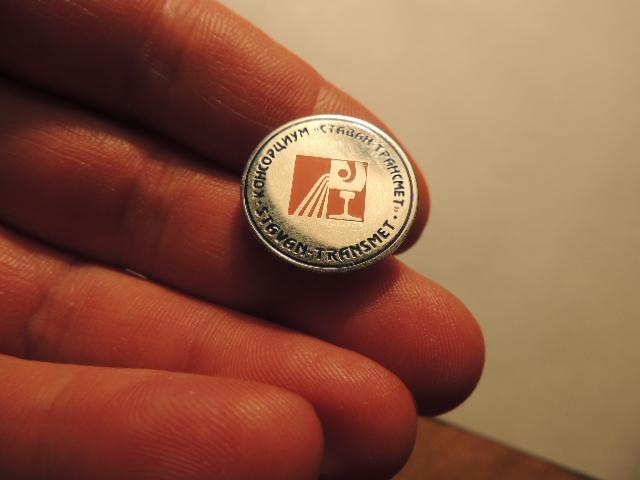 КОНСОРЦИУМ «СТАВАН-ТРАНСМЕТ»
STAVAN-TRANSMET